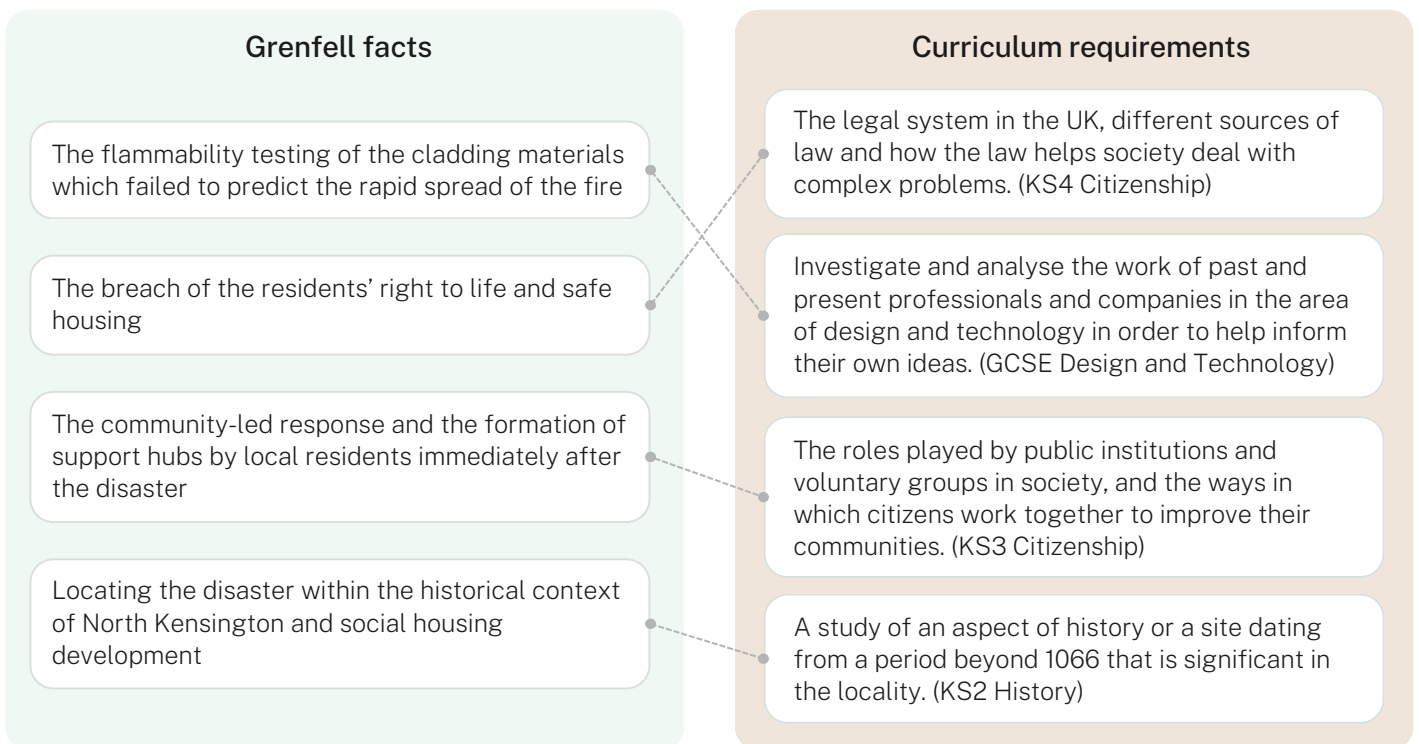 Grenfell facts
The flammability testing of the cladding materials
which failed to predict the rapid spread of the fire
The breach of the residents’ right to life and safe
housing
The community-led response and the formation of
support hubs by local residents immediately after
the disaster
Locating the disaster within the historical context
of North Kensington and social housing
development
Curriculum requirements
The legal system in the UK, different sources of
law and how the law helps society deal with
complex problems. (KS4 Citizenship)
Investigate and analyse the work of past and
present professionals and companies in the area
of design and technology in order to help inform
their own ideas. (GCSE Design and Technology)
The roles played by public institutions and
voluntary groups in society, and the ways in
which citizens work together to improve their
communities. (KS3 Citizenship)
A study of an aspect of history or a site dating
from a period beyond 1066 that is significant in
the locality. (KS2 History)